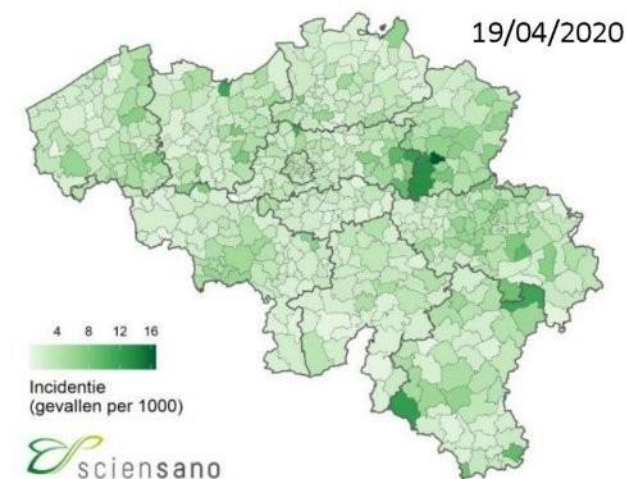 19/04/2020
4 8 12 16
Incidentie
(gevallen per 1000)
sciensano